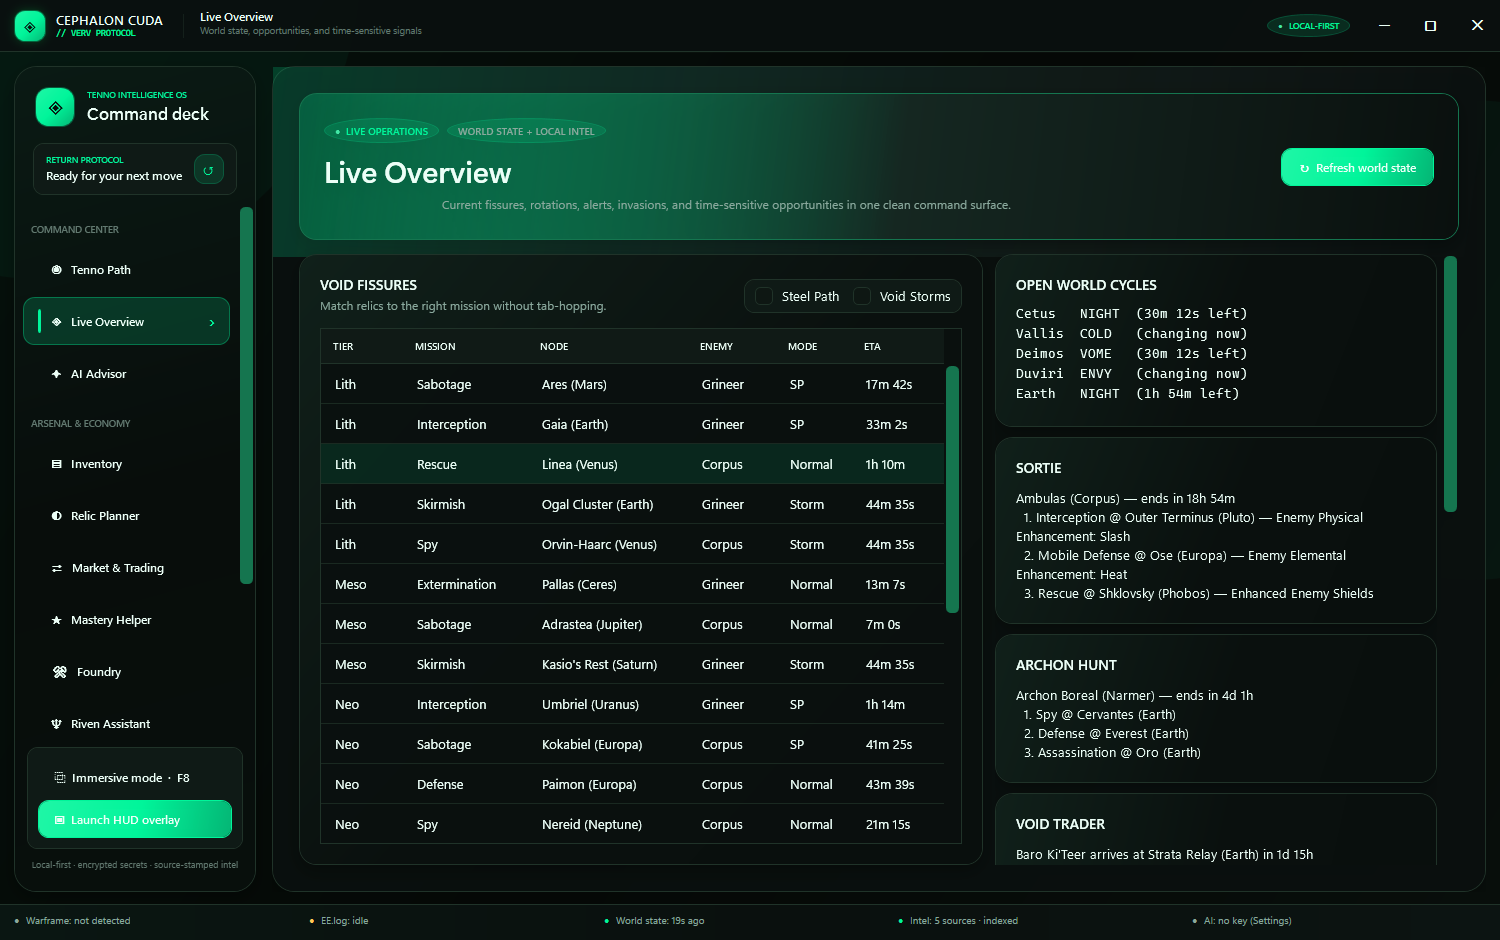 CEPHALON CUDA
// VERV PROTOCOL
Live Overview
World state, opportunities, and time-sensitive signals
LOCAL-FIRST
TENNO INTELLIGENCE OS
Command deck
RETURN PROTOCOL
Ready for your next move
COMMAND CENTER
Tenno Path
Live Overview
AI Advisor
ARSENAL & ECONOMY
Inventory
Relic Planner
Market & Trading
Mastery Helper
Foundry
Riven Assistant
Immersive mode · F8
Launch HUD overlay
Local-first · encrypted secrets · source-stamped intel
LIVE OPERATIONS
WORLD STATE + LOCAL INTEL
Live Overview
Current fissures, rotations, alerts, invasions, and time-sensitive opportunities in one clean command surface.
Refresh world state
VOID FISSURES
Match relics to the right mission without tab-hopping.
Steel Path
Void Storms
TIER MISSION NODE ENEMY MODE ETA
Lith Sabotage Ares (Mars) Grineer SP 17m 42s
Lith Interception Gaia (Earth) Grineer SP 33m 2s
Lith Rescue Linea (Venus) Corpus Normal 1h 10m
Lith Skirmish Ogal Cluster (Earth) Grineer Storm 44m 35s
Lith Spy Orvin-Haarc (Venus) Corpus Storm 44m 35s
Meso Extermination Pallas (Ceres) Grineer Normal 13m 7s
Meso Sabotage Adrastea (Jupiter) Corpus Normal 7m 0s
Meso Skirmish Kasio's Rest (Saturn) Grineer Storm 44m 35s
Neo Interception Umbriel (Uranus) Grineer SP 1h 14m
Neo Sabotage Kokabiel (Europa) Corpus SP 41m 25s
Neo Defense Paimon (Europa) Corpus Normal 43m 39s
Neo Spy Nereid (Neptune) Corpus Normal 21m 15s
OPEN WORLD CYCLES
Cetus NIGHT (30m 12s left)
Vallis COLD (changing now)
Deimos VOME (30m 12s left)
Duviri ENVY (changing now)
Earth NIGHT (1h 54m left)
SORTIE
Ambulas (Corpus) — ends in 18h 54m
1. Interception @ Outer Terminus (Pluto) — Enemy Physical
Enhancement: Slash
2. Mobile Defense @ Ose (Europa) — Enemy Elemental
Enhancement: Heat
3. Rescue @ Shklovsky (Phobos) — Enhanced Enemy Shields
ARCHON HUNT
Archon Boreal (Narmer) — ends in 4d 1h
1. Spy @ Cervantes (Earth)
2. Defense @ Everest (Earth)
3. Assassination @ Oro (Earth)
VOID TRADER
Baro Ki'Teer arrives at Strata Relay (Earth) in 1d 15h
Warframe: not detected
EE.log: idle
World state: 19s ago
Intel: 5 sources · indexed
AI: no key (Settings)